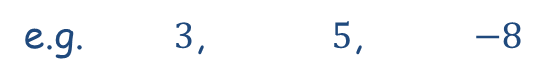 e.g. 3, 5, −8